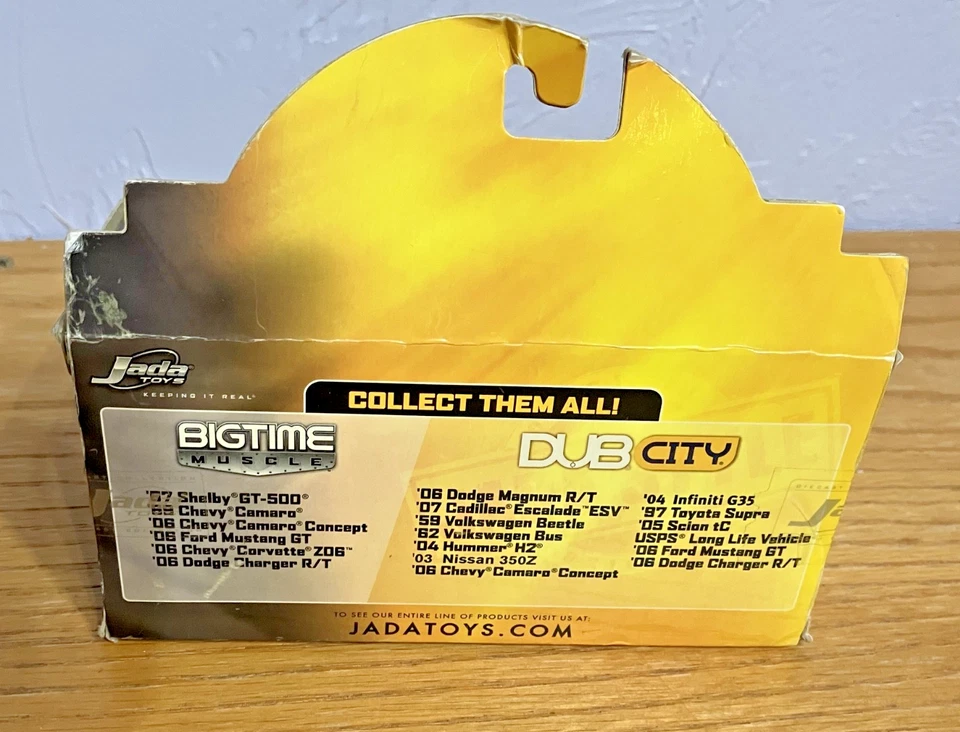 Jada
TOYS
KEEPING IT REAL™
COLLECT THEM ALL!
BIGTIME
MUSCLE
'07 Shelby® GT-500®
'69 Chevy® Camaro®
'06 Chevy® Camaro® Concept
'06 Ford Mustang GT
'06 Chevy® Corvette® Z06™
'06 Dodge Charger R/T
DUB CITY
'06 Dodge Magnum R/T
'07 Cadillac® Escalade™ ESV™
'59 Volkswagen Beetle
'62 Volkswagen Bus
'04 Hummer® H2®
'03 Nissan 350Z
'06 Chevy® Camaro® Concept
'04 Infiniti G35
'97 Toyota Supra
'05 Scion tC
USPS® Long Life Vehicle
'06 Ford Mustang GT
'06 Dodge Charger R/T
TO SEE OUR ENTIRE LINE OF PRODUCTS VISIT US AT:
JADATOYS.COM